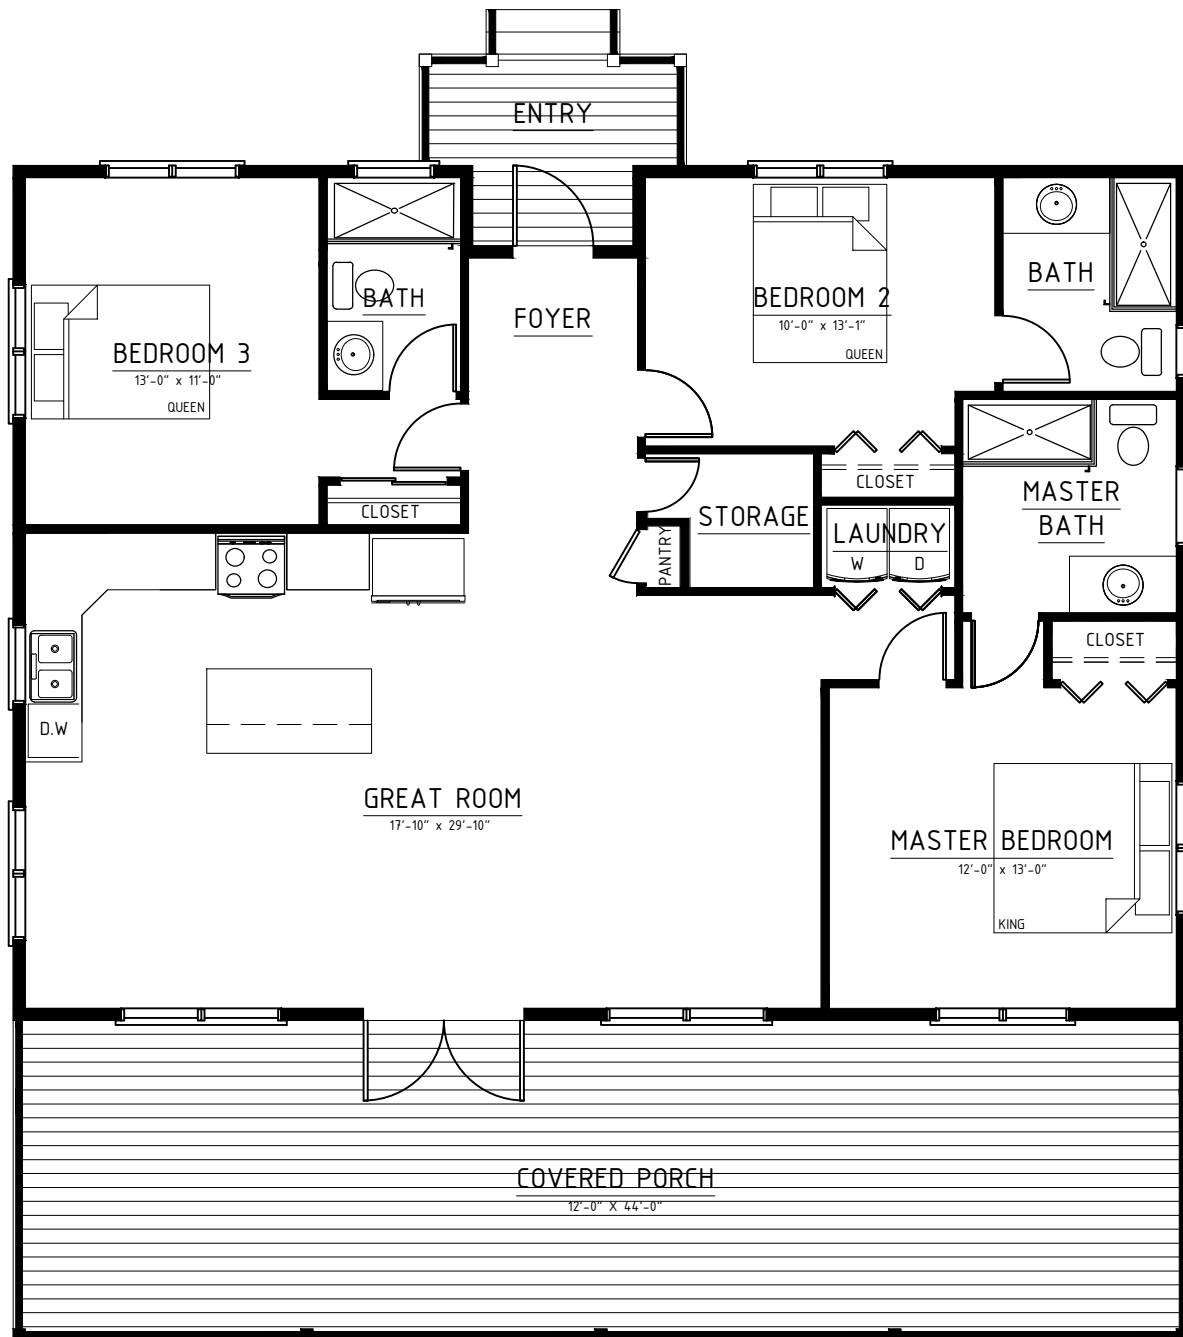 ENTRY
FOYER
BATH
BEDROOM 3
13'-0" x 11'-0"
QUEEN
CLOSET
BEDROOM 2
10'-0" x 13'-1"
QUEEN
BATH
CLOSET
STORAGE
PANTRY
LAUNDRY
W
D
MASTER
BATH
CLOSET
D.W
GREAT ROOM
17'-10" x 29'-10"
MASTER BEDROOM
12'-0" x 13'-0"
KING
COVERED PORCH
12'-0" X 44'-0"